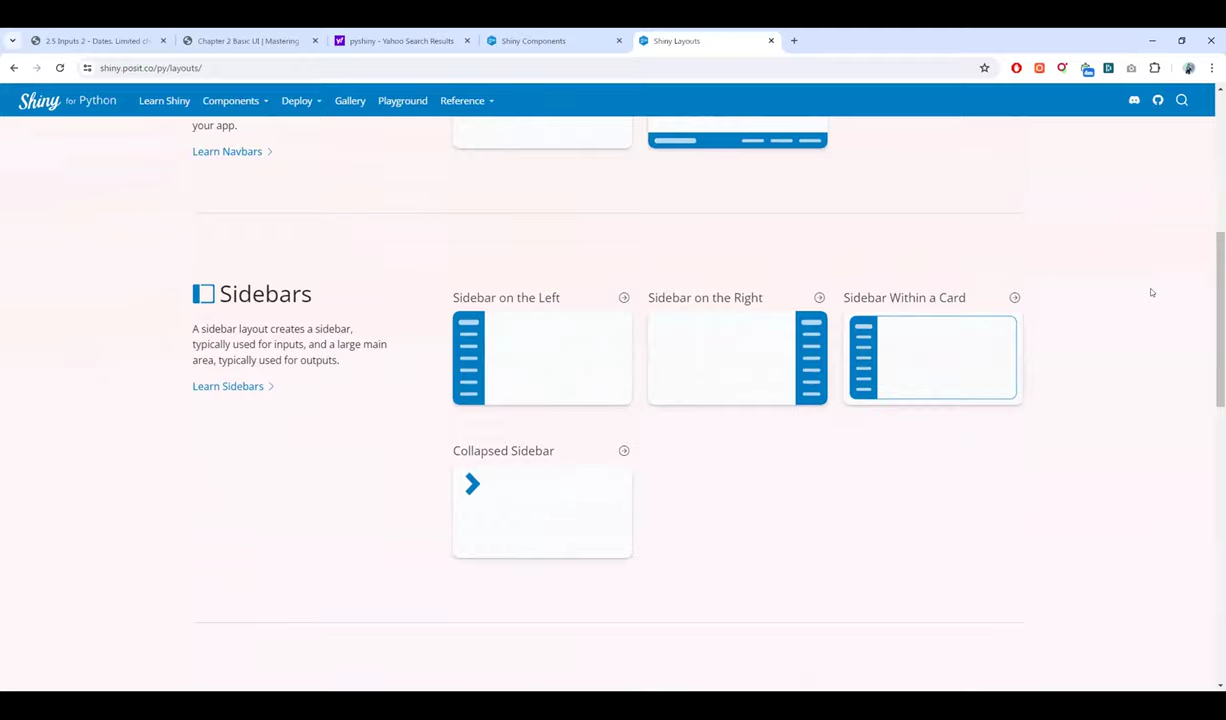 2.5 Inputs 2 - Dates. Limited ch
Chapter 2 Basic UI | Mastering
pyshiny - Yahoo Search Results
Shiny Components
Shiny Layouts
shiny.posit.co/py/layouts/
Shiny for Python
Learn Shiny
Components
Deploy
Gallery
Playground
Reference
your app.
Learn Navbars
Sidebars
A sidebar layout creates a sidebar,
typically used for inputs, and a large main
area, typically used for outputs.
Learn Sidebars
Sidebar on the Left
Sidebar on the Right
Sidebar Within a Card
Collapsed Sidebar